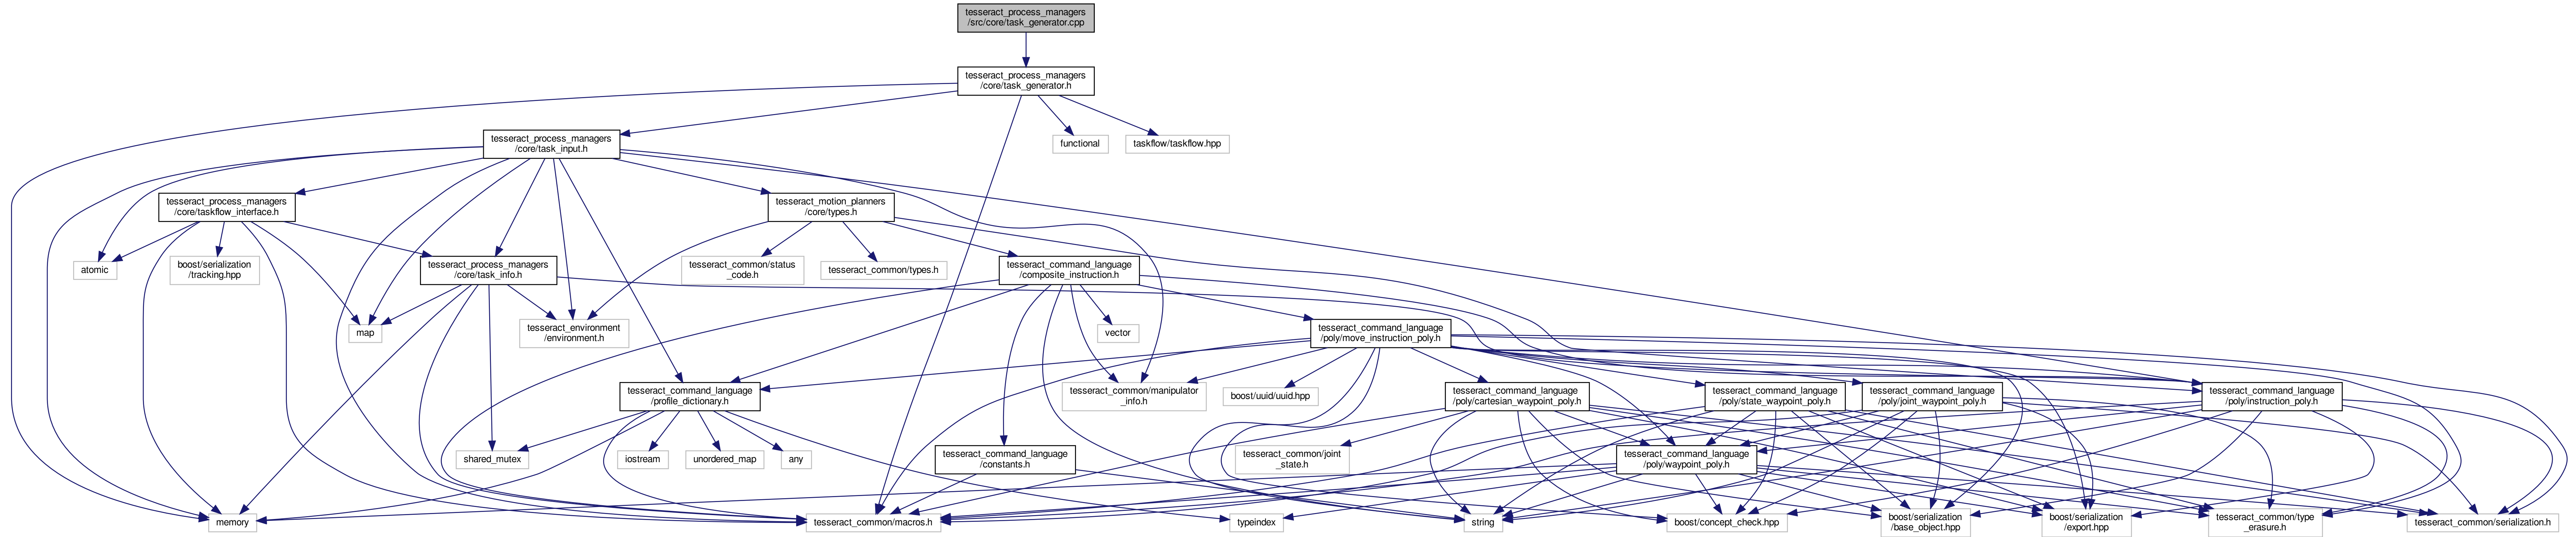 tesseract_process_managers
/src/core/task_generator.cpp
tesseract_process_managers
/core/task_generator.h
tesseract_process_managers
/core/task_input.h
functional
taskflow/taskflow.hpp
tesseract_process_managers
/core/taskflow_interface.h
tesseract_motion_planners
/core/types.h
atomic
boost/serialization
/tracking.hpp
tesseract_process_managers
/core/task_info.h
tesseract_common/status
_code.h
tesseract_common/types.h
tesseract_command_language
/composite_instruction.h
map
tesseract_environment
/environment.h
vector
tesseract_command_language
/poly/move_instruction_poly.h
tesseract_command_language
/profile_dictionary.h
tesseract_common/manipulator
_info.h
boost/uuid/uuid.hpp
tesseract_command_language
/poly/cartesian_waypoint_poly.h
tesseract_command_language
/poly/state_waypoint_poly.h
tesseract_command_language
/poly/joint_waypoint_poly.h
tesseract_command_language
/poly/instruction_poly.h
shared_mutex
iostream
unordered_map
any
tesseract_command_language
/constants.h
tesseract_common/joint
_state.h
tesseract_command_language
/poly/waypoint_poly.h
memory
tesseract_common/macros.h
typeindex
string
boost/concept_check.hpp
boost/serialization
/base_object.hpp
boost/serialization
/export.hpp
tesseract_common/type
_erasure.h
tesseract_common/serialization.h